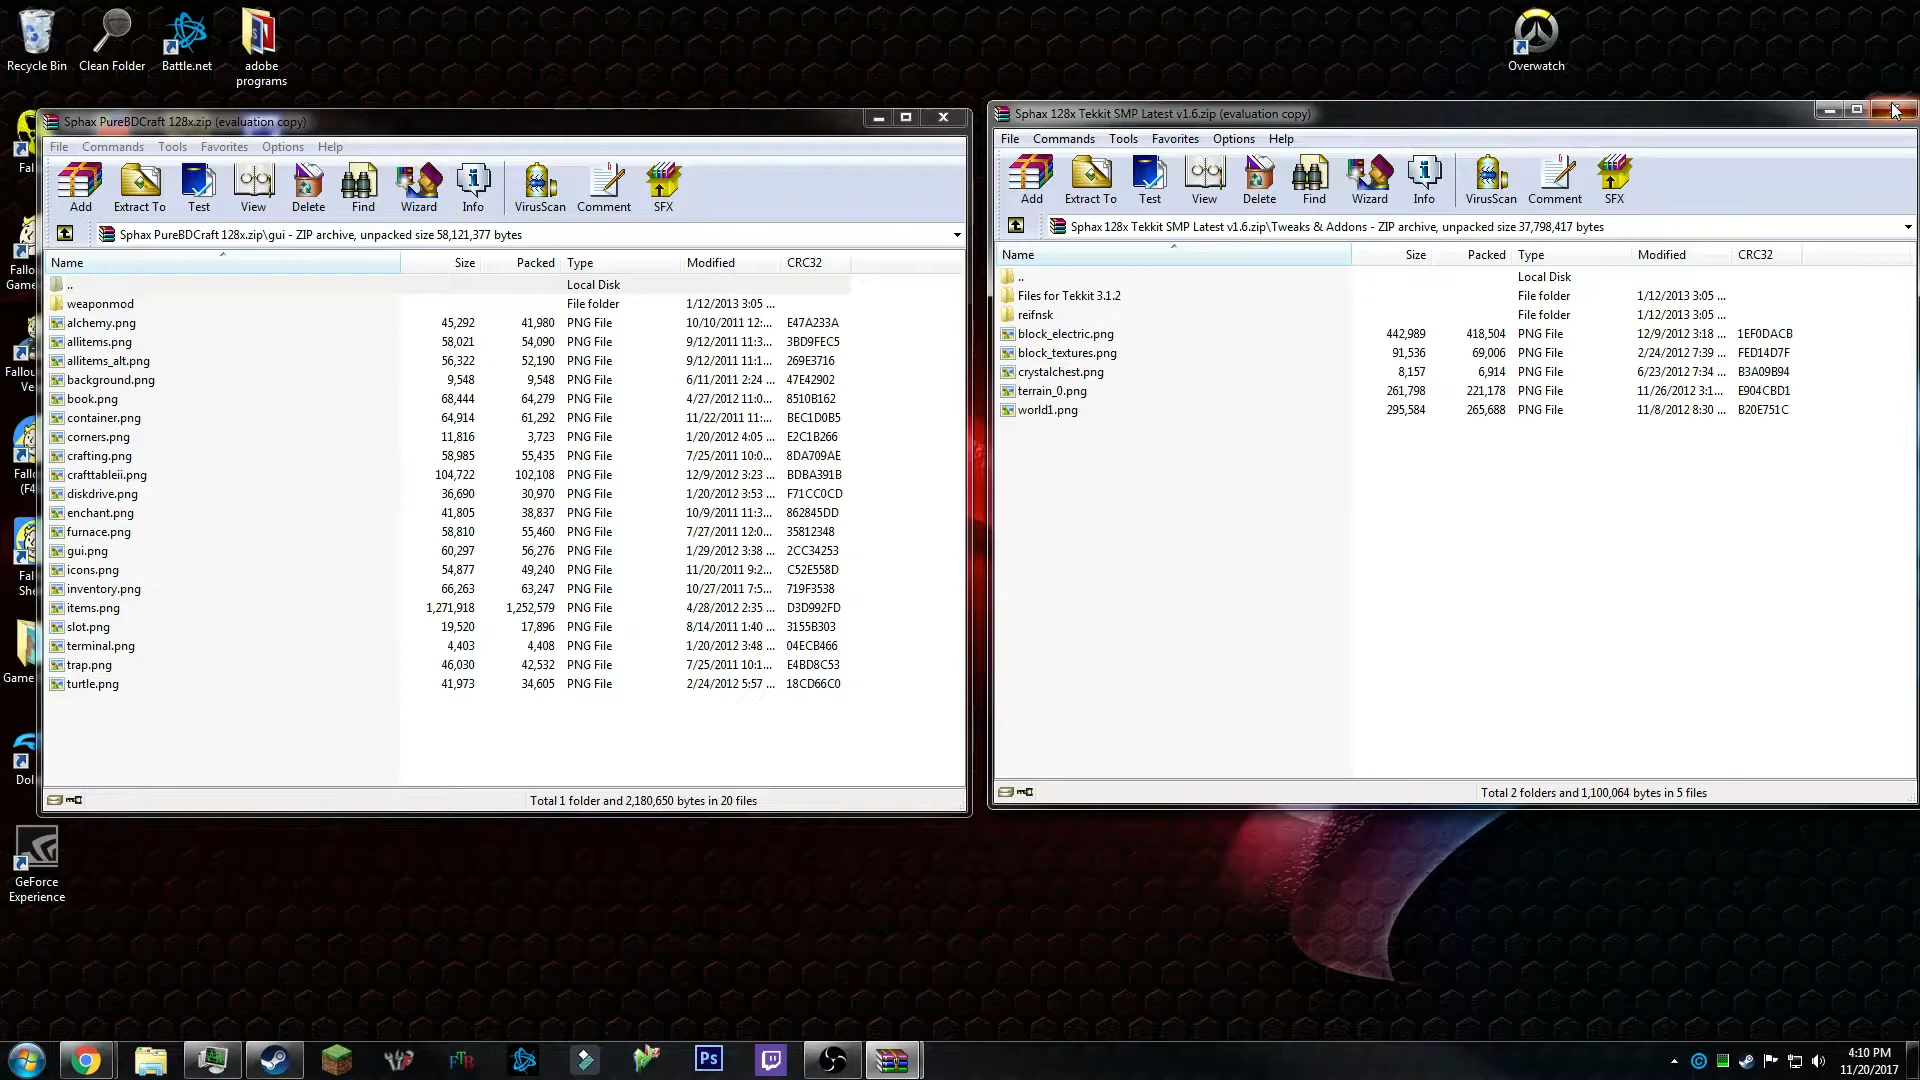 Recycle Bin
Clean Folder
Battle.net
adobe programs
Overwatch
Sphax PureBDCraft 128x.zip (evaluation copy)
File Commands Tools Favorites Options Help
Add Extract To Test View Delete Find Wizard Info VirusScan Comment SFX
Sphax PureBDCraft 128x.zip\gui - ZIP archive, unpacked size 58,121,377 bytes
Name Size Packed Type Modified CRC32
.. Local Disk
weaponmod File folder 1/12/2013 3:05 ...
alchemy.png 45,292 41,980 PNG File 10/10/2011 12:... E47A233A
allitems.png 58,021 54,090 PNG File 9/12/2011 11:3... 3BD9FEC5
allitems_alt.png 56,322 52,190 PNG File 9/12/2011 11:1... 269E3716
background.png 9,548 9,548 PNG File 6/11/2011 2:24 ... 47E42902
book.png 68,444 64,279 PNG File 4/27/2012 11:0... 8510B162
container.png 64,914 61,292 PNG File 11/22/2011 11:... BEC1D0B5
corners.png 11,816 3,723 PNG File 1/20/2012 4:05 ... E2C1B266
crafting.png 58,985 55,435 PNG File 7/25/2011 10:0... 8DA709AE
crafttableii.png 104,722 102,108 PNG File 12/9/2012 3:23 ... BDBA391B
diskdrive.png 36,690 30,970 PNG File 1/20/2012 3:53 ... F71CC0CD
enchant.png 41,805 38,837 PNG File 10/9/2011 11:3... 862845DD
furnace.png 58,810 55,460 PNG File 7/27/2011 12:0... 35812348
gui.png 60,297 56,276 PNG File 1/29/2012 3:38 ... 2CC34253
icons.png 54,877 49,240 PNG File 11/20/2011 9:2... C52E558D
inventory.png 66,263 63,247 PNG File 10/27/2011 7:5... 719F3538
items.png 1,271,918 1,252,579 PNG File 4/28/2012 2:35 ... D3D992FD
slot.png 19,520 17,896 PNG File 8/14/2011 1:40 ... 3155B303
terminal.png 4,403 4,408 PNG File 1/20/2012 3:48 ... 04ECB466
trap.png 46,030 42,532 PNG File 7/25/2011 10:1... E4BD8C53
turtle.png 41,973 34,605 PNG File 2/24/2012 5:57 ... 18CD66C0
Total 1 folder and 2,180,650 bytes in 20 files
Sphax 128x Tekkit SMP Latest v1.6.zip (evaluation copy)
File Commands Tools Favorites Options Help
Add Extract To Test View Delete Find Wizard Info VirusScan Comment SFX
Sphax 128x Tekkit SMP Latest v1.6.zip\Tweaks & Addons - ZIP archive, unpacked size 37,798,417 bytes
Name Size Packed Type Modified CRC32
.. Local Disk
Files for Tekkit 3.1.2 File folder 1/12/2013 3:05 ...
reifnsk File folder 1/12/2013 3:05 ...
block_electric.png 442,989 418,504 PNG File 12/9/2012 3:18 ... 1EF0DACB
block_textures.png 91,536 69,006 PNG File 2/24/2012 7:39 ... FED14D7F
crystalchest.png 8,157 6,914 PNG File 6/23/2012 7:34 ... B3A09B94
terrain_0.png 261,798 221,178 PNG File 11/26/2012 3:1... E904CBD1
world1.png 295,584 265,688 PNG File 11/8/2012 8:30 ... B20E751C
Total 2 folders and 1,100,064 bytes in 5 files
Fal
Fallo
Game
Fallou
Ve
Fallo
(F4
Fal
She
Game
Dol
GeForce
Experience
FTB
Ps
4:10 PM
11/20/2017